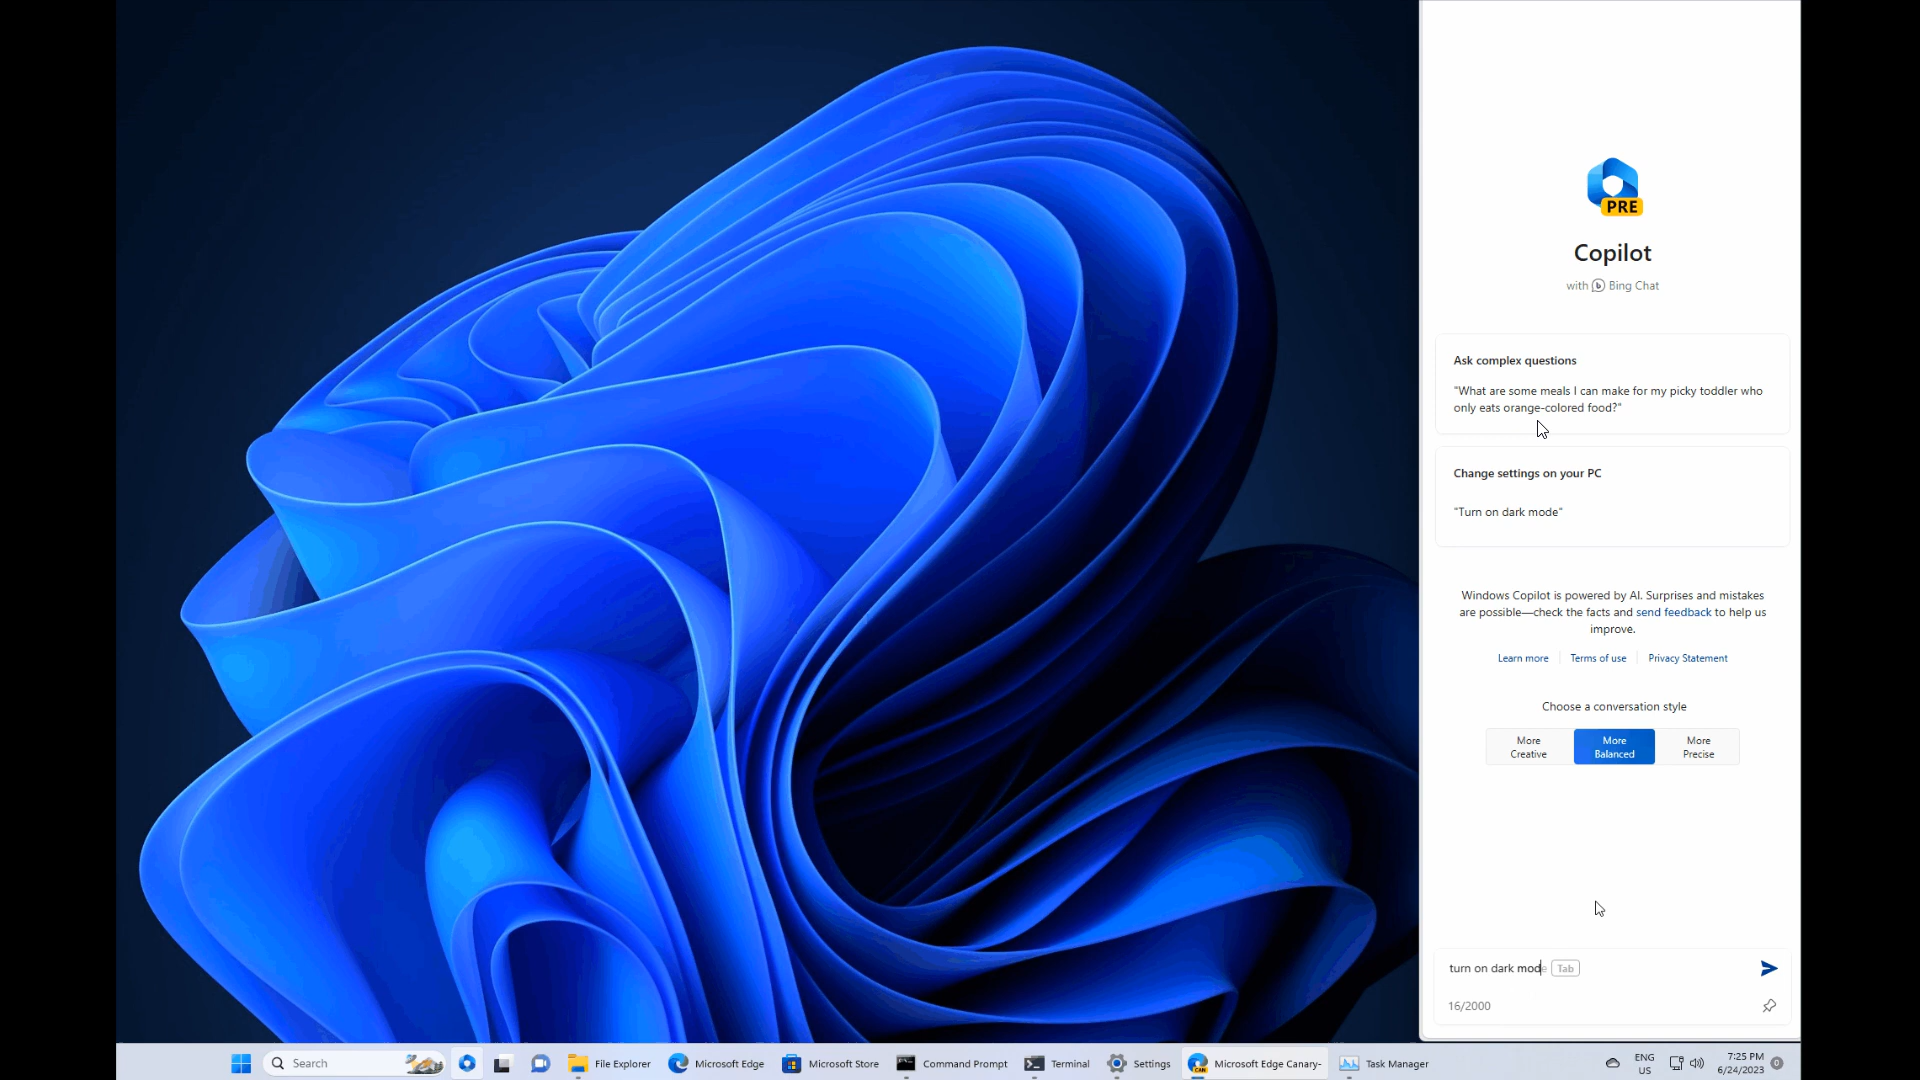 PRE
Copilot
with b Bing Chat
Ask complex questions
"What are some meals I can make for my picky toddler who
only eats orange-colored food?"
Change settings on your PC
"Turn on dark mode"
Windows Copilot is powered by AI. Surprises and mistakes
are possible—check the facts and send feedback to help us
improve.
Learn more Terms of use Privacy Statement
Choose a conversation style
More Creative
More Balanced
More Precise
turn on dark mode Tab
16/2000
Search
File Explorer
Microsoft Edge
Microsoft Store
Command Prompt
Terminal
Settings
CAN
Microsoft Edge Canary-
Task Manager
ENG
US
7:25 PM
6/24/2023
0